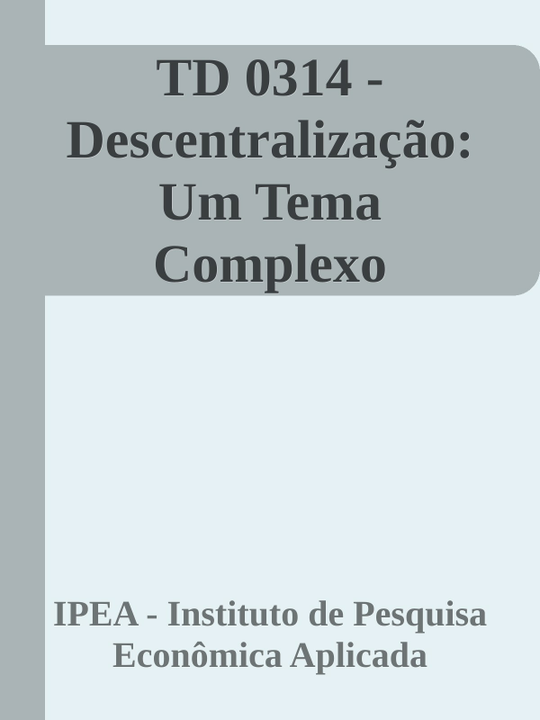 TD 0314 -
Descentralização:
Um Tema
Complexo
IPEA - Instituto de Pesquisa
Econômica Aplicada